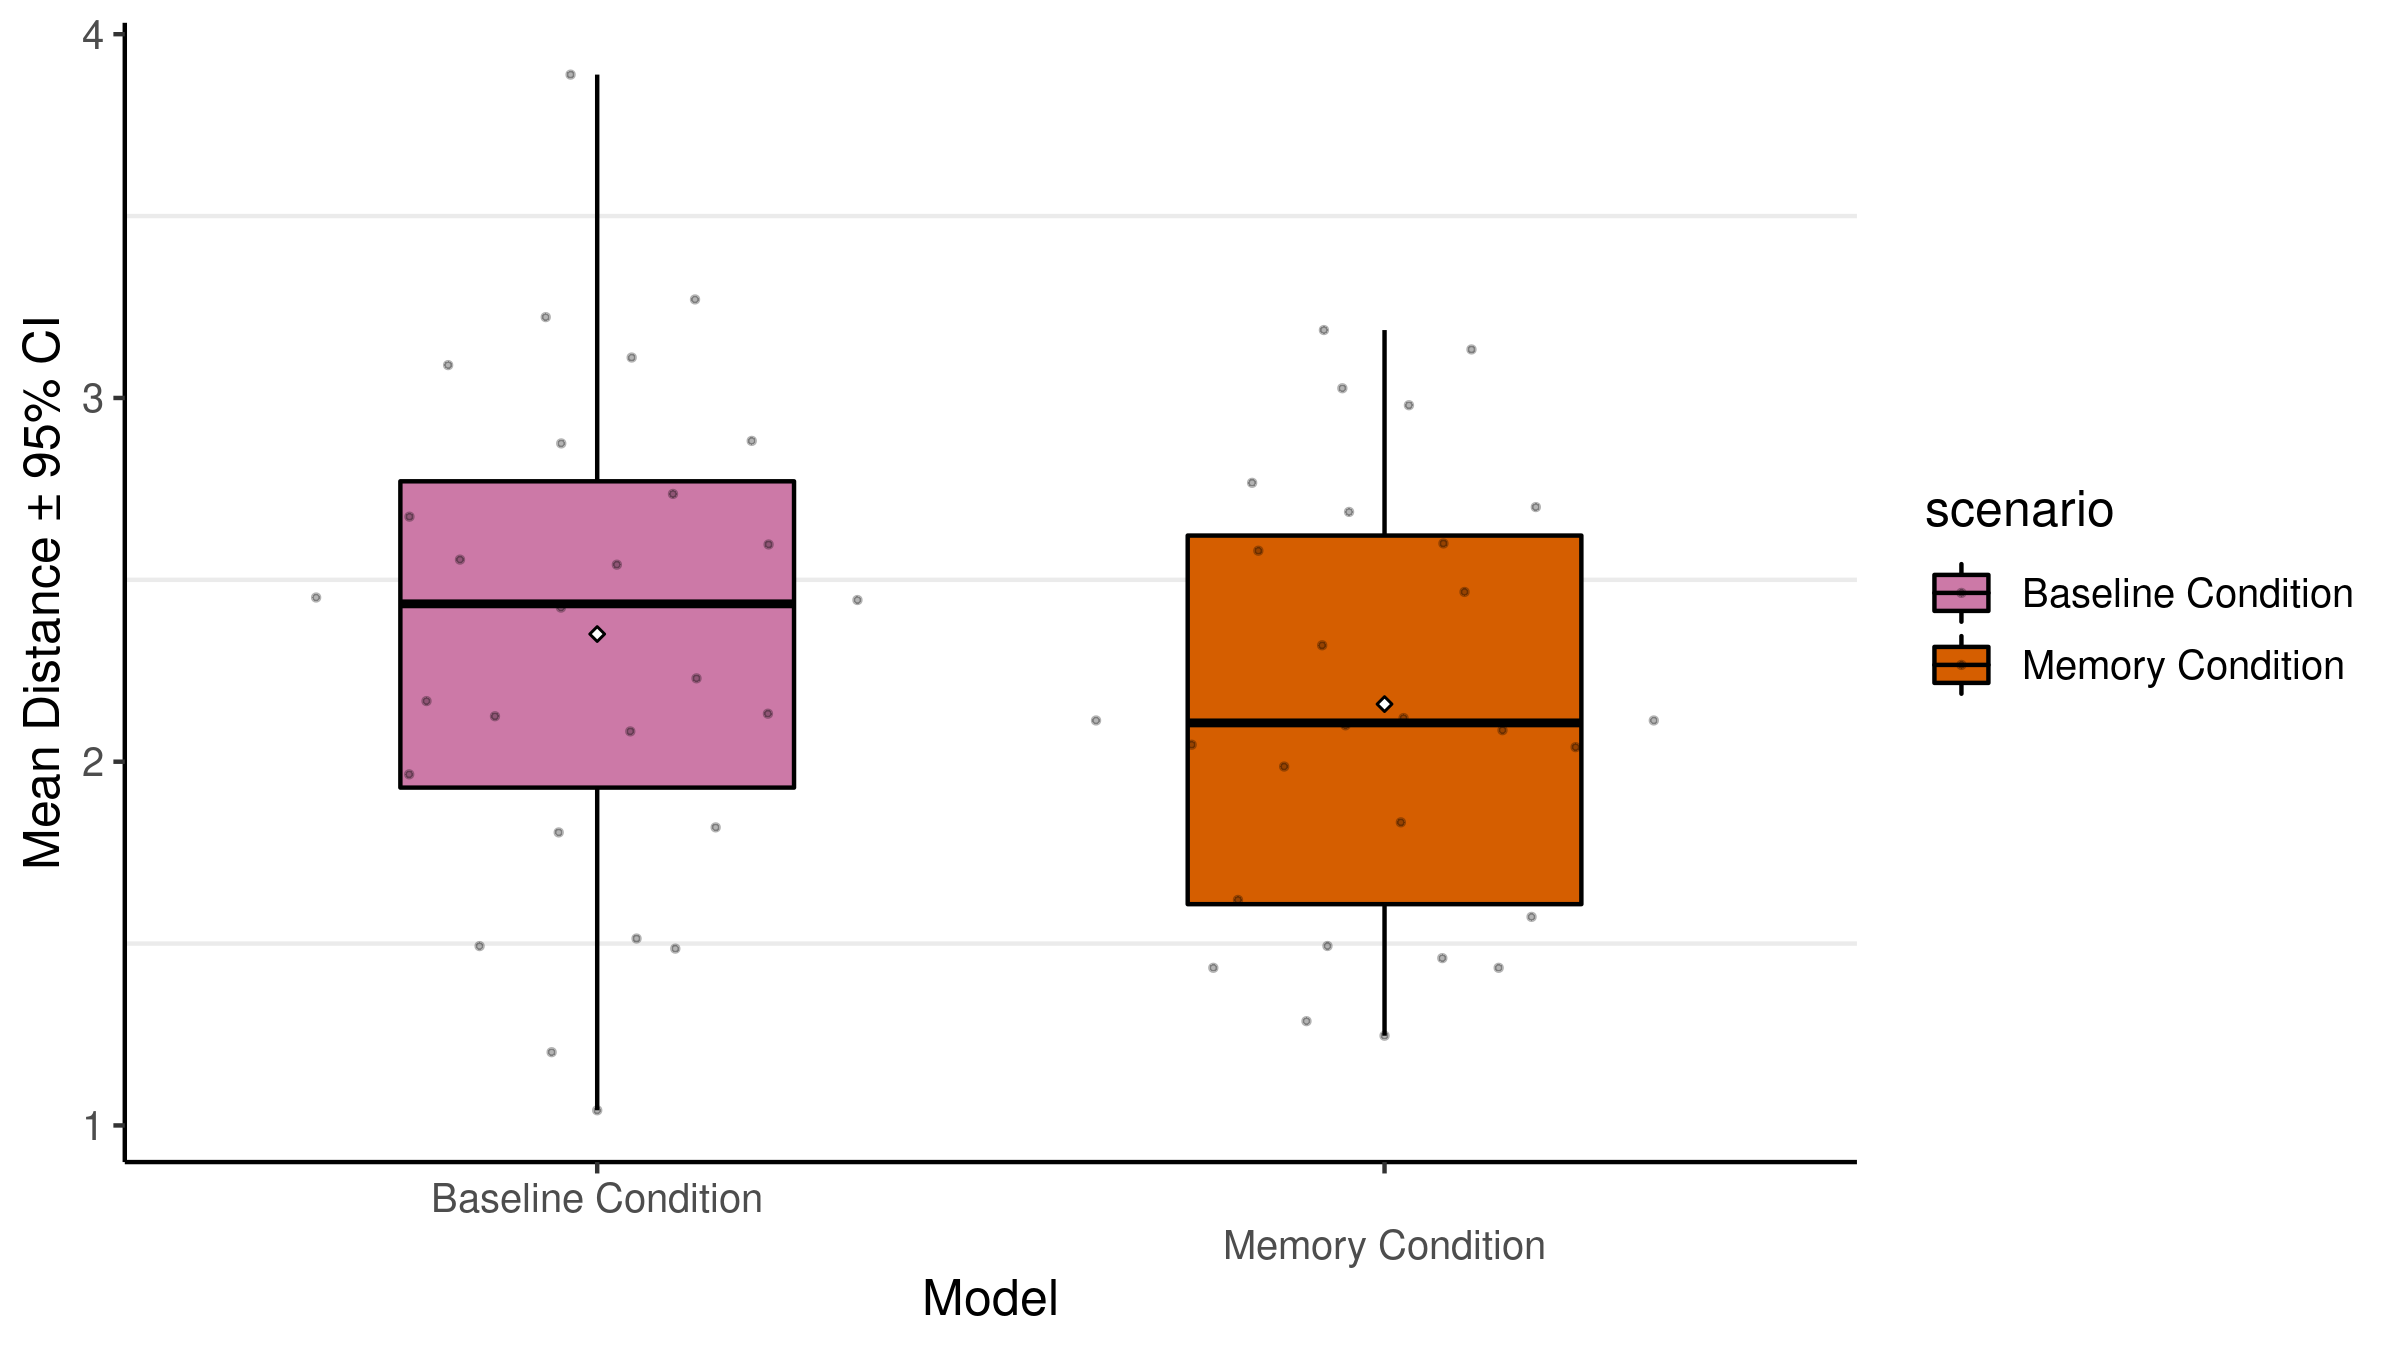 Mean Distance ± 95% CI
4
3
2
1
Baseline Condition
Memory Condition
Model
scenario
Baseline Condition
Memory Condition